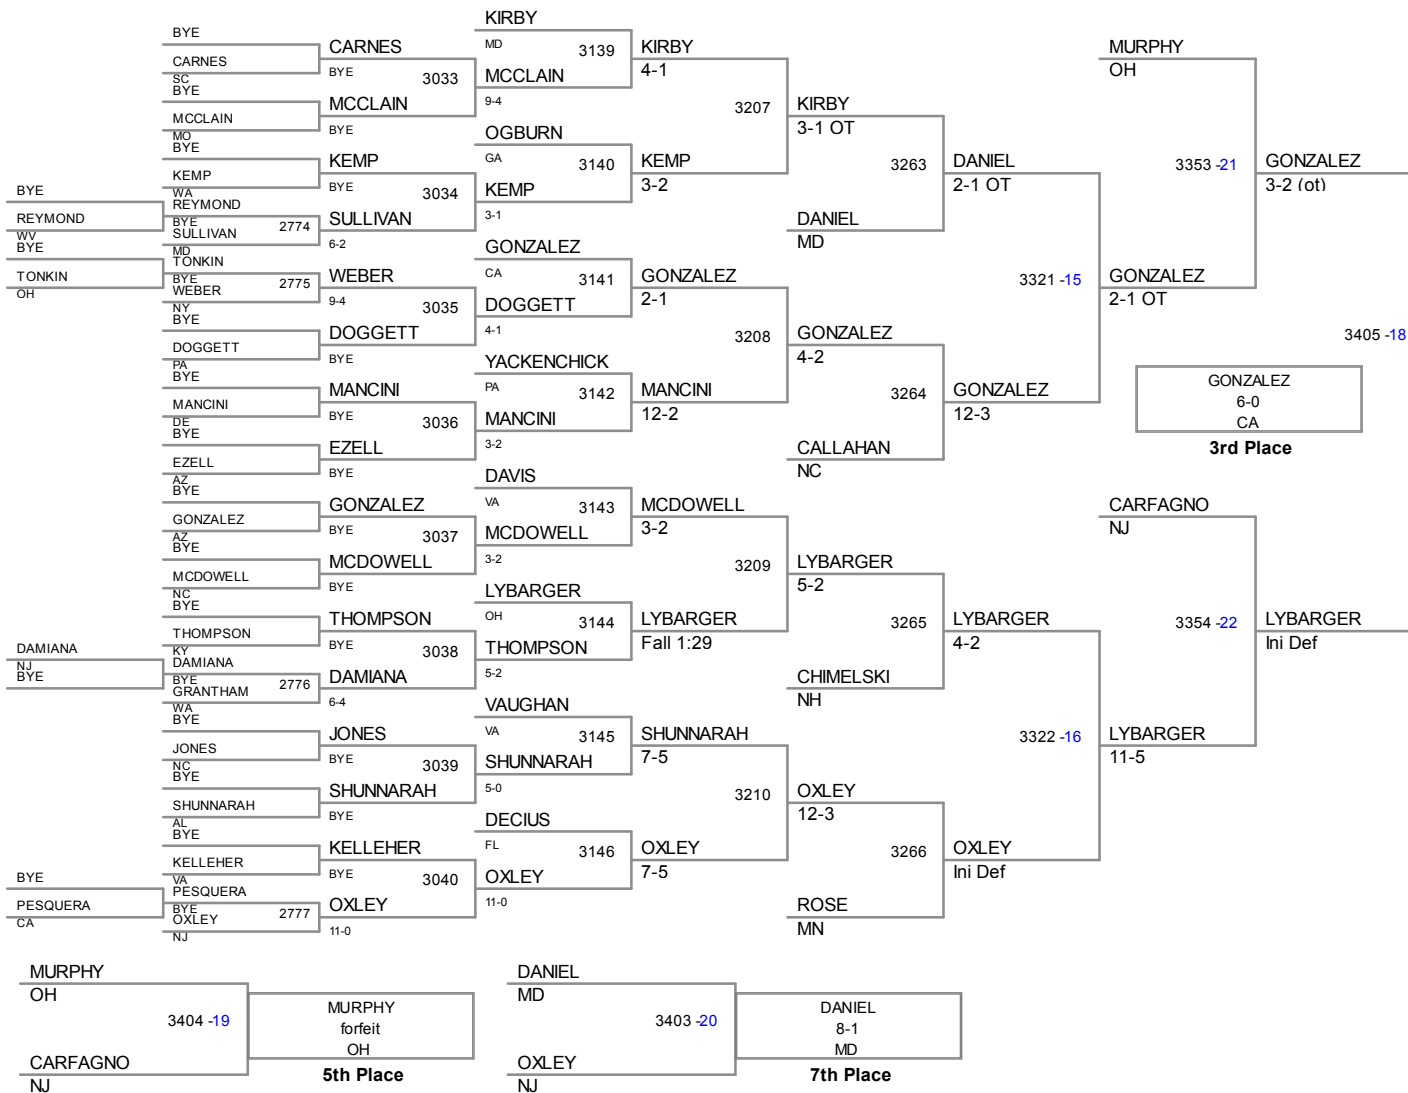 BYE
REYMOND
WV
BYE
TONKIN
OH
DAMIANA
NJ
BYE
BYE
PESQUERA
CA
BYE
CARNES
SC
BYE
MCCLAIN
MO
BYE
KEMP
WA
REYMOND
BYE
2774
SULLIVAN
MD
TONKIN
BYE
2775
WEBER
NY
BYE
DOGGETT
PA
BYE
MANCINI
DE
BYE
EZELL
AZ
BYE
GONZALEZ
AZ
BYE
MCDOWELL
NC
BYE
THOMPSON
KY
DAMIANA
BYE
2776
GRANTHAM
WA
BYE
JONES
NC
BYE
SHUNNARAH
AL
BYE
KELLEHER
VA
PESQUERA
BYE
2777
OXLEY
NJ
CARNES
BYE
3033
MCCLAIN
BYE
KEMP
BYE
3034
SULLIVAN
6-2
WEBER
9-4
3035
DOGGETT
BYE
MANCINI
BYE
3036
EZELL
BYE
GONZALEZ
BYE
3037
MCDOWELL
BYE
THOMPSON
BYE
3038
DAMIANA
6-4
JONES
BYE
3039
SHUNNARAH
BYE
KELLEHER
BYE
3040
OXLEY
11-0
KIRBY
MD
3139
MCCLAIN
9-4
OGBURN
GA
3140
KEMP
3-1
GONZALEZ
CA
3141
DOGGETT
4-1
YACKENCHICK
PA
3142
MANCINI
3-2
DAVIS
VA
3143
MCDOWELL
3-2
LYBARGER
OH
3144
THOMPSON
5-2
VAUGHAN
VA
3145
SHUNNARAH
5-0
DECIUS
FL
3146
OXLEY
11-0
KIRBY
4-1
3207
KEMP
3-2
GONZALEZ
2-1
3208
MANCINI
12-2
MCDOWELL
3-2
3209
LYBARGER
Fall 1:29
SHUNNARAH
7-5
3210
OXLEY
7-5
KIRBY
3-1 OT
3263
DANIEL
MD
GONZALEZ
4-2
3264
CALLAHAN
NC
LYBARGER
5-2
3265
CHIMELSKI
NH
OXLEY
12-3
3266
ROSE
MN
DANIEL
2-1 OT
3321 -15
GONZALEZ
12-3
LYBARGER
4-2
3322 -16
OXLEY
Ini Def
MURPHY
OH
3353 -21
GONZALEZ
2-1 OT
CARFAGNO
NJ
3354 -22
LYBARGER
11-5
GONZALEZ
3-2 (ot)
3405 -18
LYBARGER
Ini Def
GONZALEZ
6-0
CA
3rd Place
MURPHY
OH
3404 -19
CARFAGNO
NJ
MURPHY
forfeit
OH
5th Place
DANIEL
MD
3403 -20
OXLEY
NJ
DANIEL
8-1
MD
7th Place